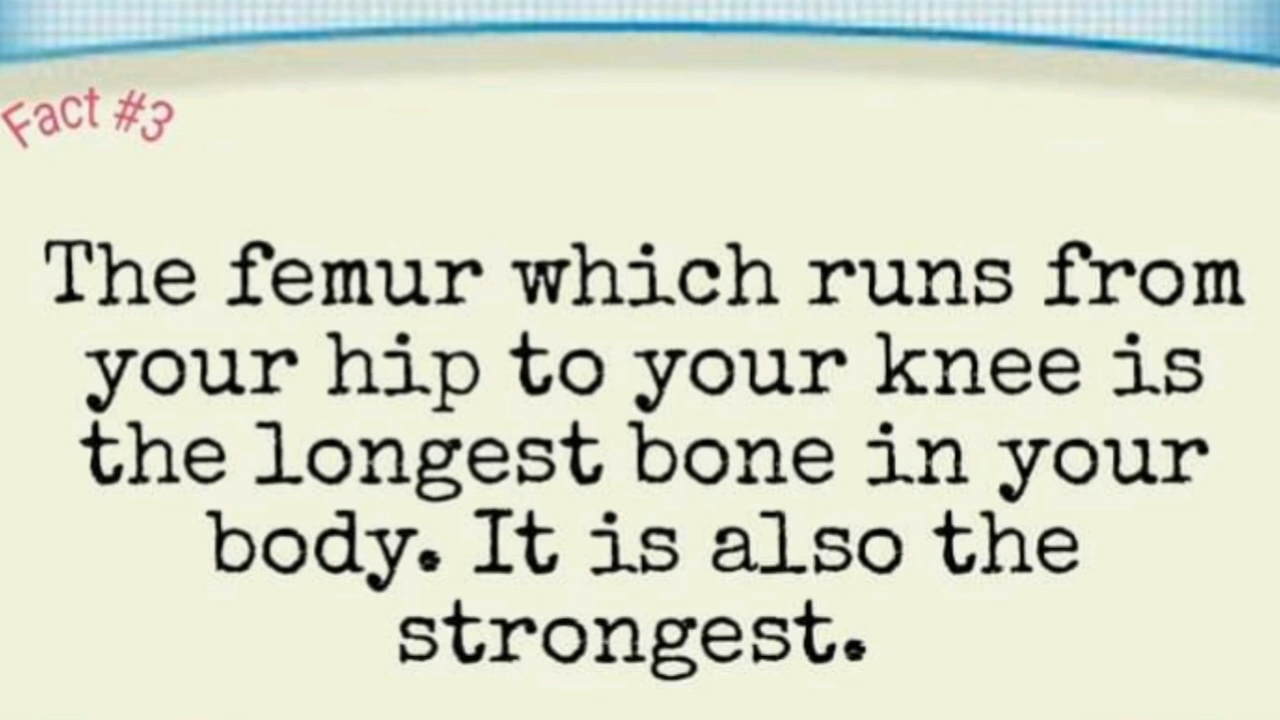 Fact #3
The femur which runs from
your hip to your knee is
the longest bone in your
body. It is also the
strongest.